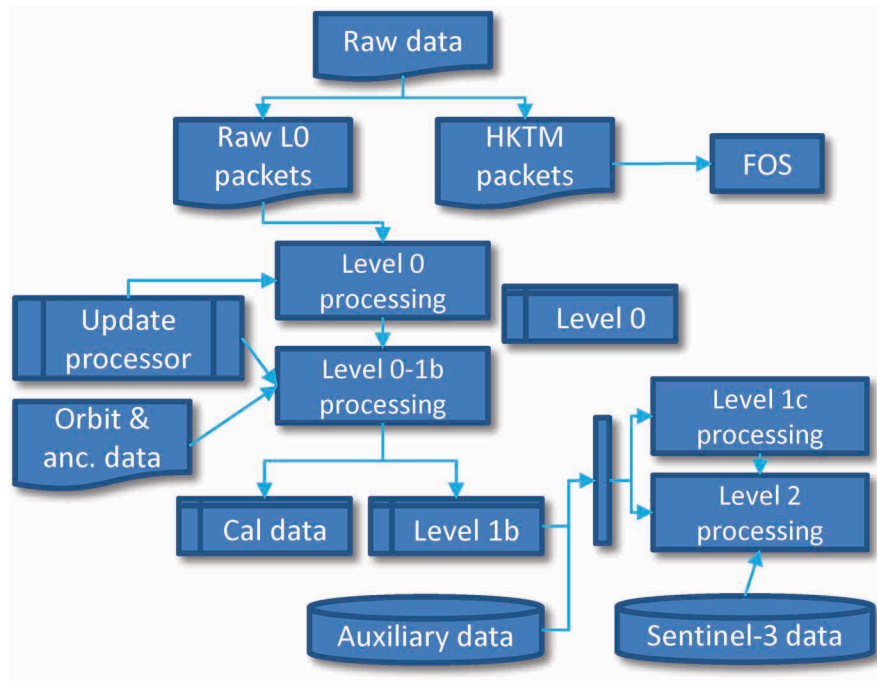 Raw data
Raw L0
packets
HKTM
packets
FOS
Level 0
processing
Level 0
Update
processor
Level 0-1b
processing
Orbit &
anc. data
Level 1c
processing
Cal data
Level 1b
Level 2
processing
Auxiliary data
Sentinel-3 data